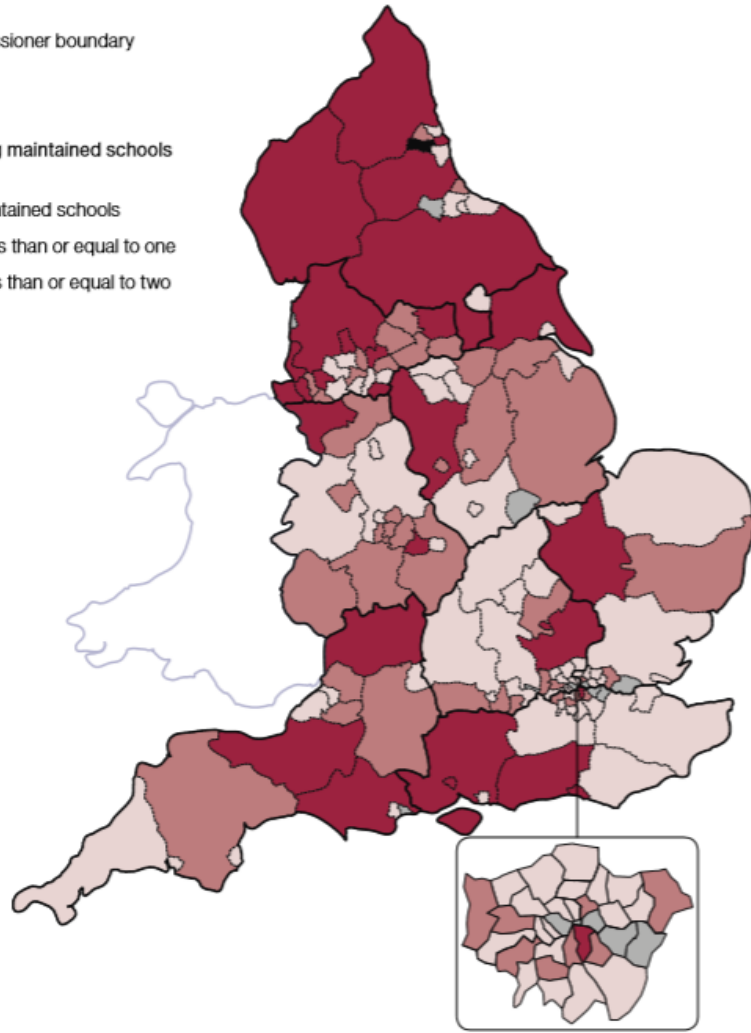 sioner boundary
maintained schools
tained schools
s than or equal to one
s than or equal to two